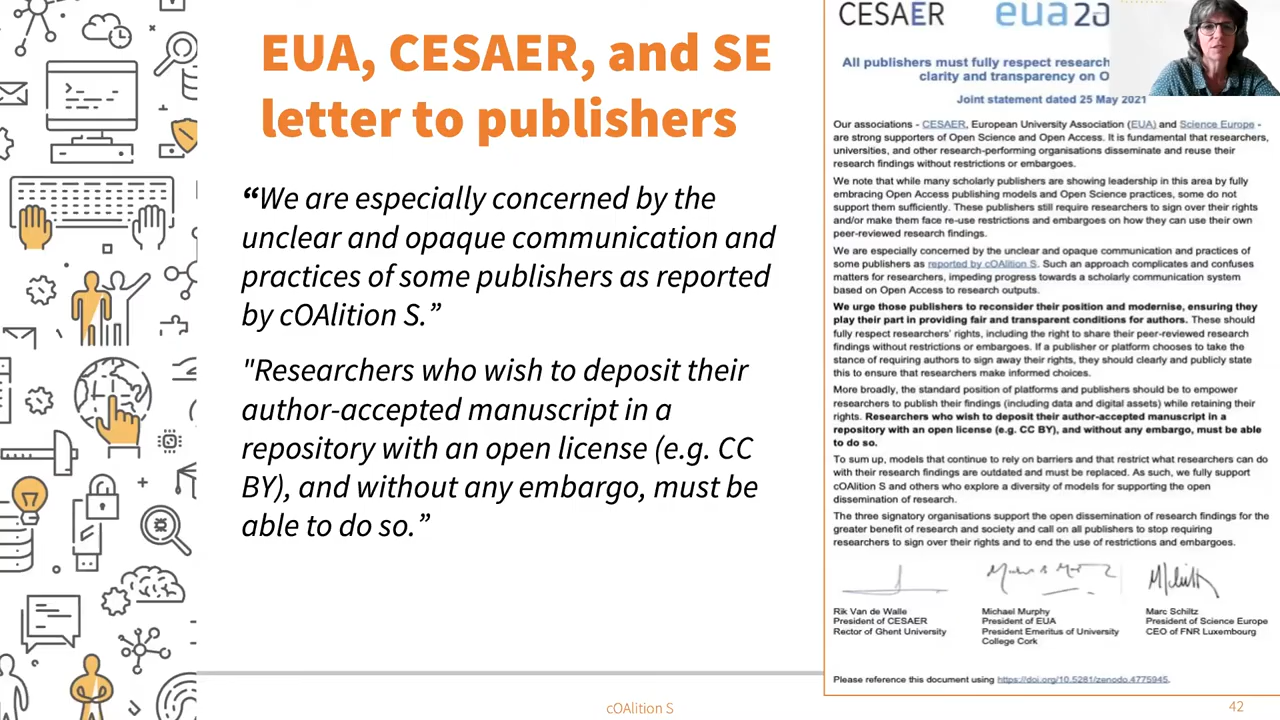 EUA, CESAER, and SE
letter to publishers
“We are especially concerned by the
unclear and opaque communication and
practices of some publishers as reported
by cOAlition S.”
"Researchers who wish to deposit their
author-accepted manuscript in a
repository with an open license (e.g. CC
BY), and without any embargo, must be
able to do so.”
CESAER
eua20
All publishers must fully respect research
clarity and transparency on O
Joint statement dated 25 May 2021
Our associations - CESAER, European University Association (EUA) and Science Europe -
are strong supporters of Open Science and Open Access. It is fundamental that researchers,
universities, and other research-performing organisations disseminate and reuse their
research findings without restrictions or embargoes.
We note that while many scholarly publishers are showing leadership in this area by fully
embracing Open Access publishing models and Open Science practices, some do not
support them sufficiently. These publishers still require researchers to sign over their rights
and/or make them face re-use restrictions and embargoes on how they can use their own
peer-reviewed research findings.
We are especially concerned by the unclear and opaque communication and practices of
some publishers as reported by cOAlition S. Such an approach complicates and confuses
matters for researchers, impeding progress towards a scholarly communication system
based on Open Access to research outputs.
We urge those publishers to reconsider their position and modernise, ensuring they
play their part in providing fair and transparent conditions for authors. These should
fully respect researchers' rights, including the right to share their peer-reviewed research
findings without restrictions or embargoes. If a publisher or platform chooses to take the
stance of requiring authors to sign away their rights, they should clearly and publicly state
this to ensure that researchers make informed choices.
More broadly, the standard position of platforms and publishers should be to empower
researchers to publish their findings (including data and digital assets) while retaining their
rights. Researchers who wish to deposit their author-accepted manuscript in a
repository with an open license (e.g. CC BY), and without any embargo, must be able
to do so.
To sum up, models that continue to rely on barriers and that restrict what researchers can do
with their research findings are outdated and must be replaced. As such, we fully support
cOAlition S and others who explore a diversity of models for supporting the open
dissemination of research.
The three signatory organisations support the open dissemination of research findings for the
greater benefit of research and society and call on all publishers to stop requiring
researchers to sign over their rights and to end the use of restrictions and embargoes.
Rik Van de Walle
President of CESAER
Rector of Ghent University
Michael Murphy
President of EUA
President Emeritus of University
College Cork
Marc Schiltz
President of Science Europe
CEO of FNR Luxembourg
Please reference this document using https://doi.org/10.5281/zenodo.4775945.
cOAlition S
42